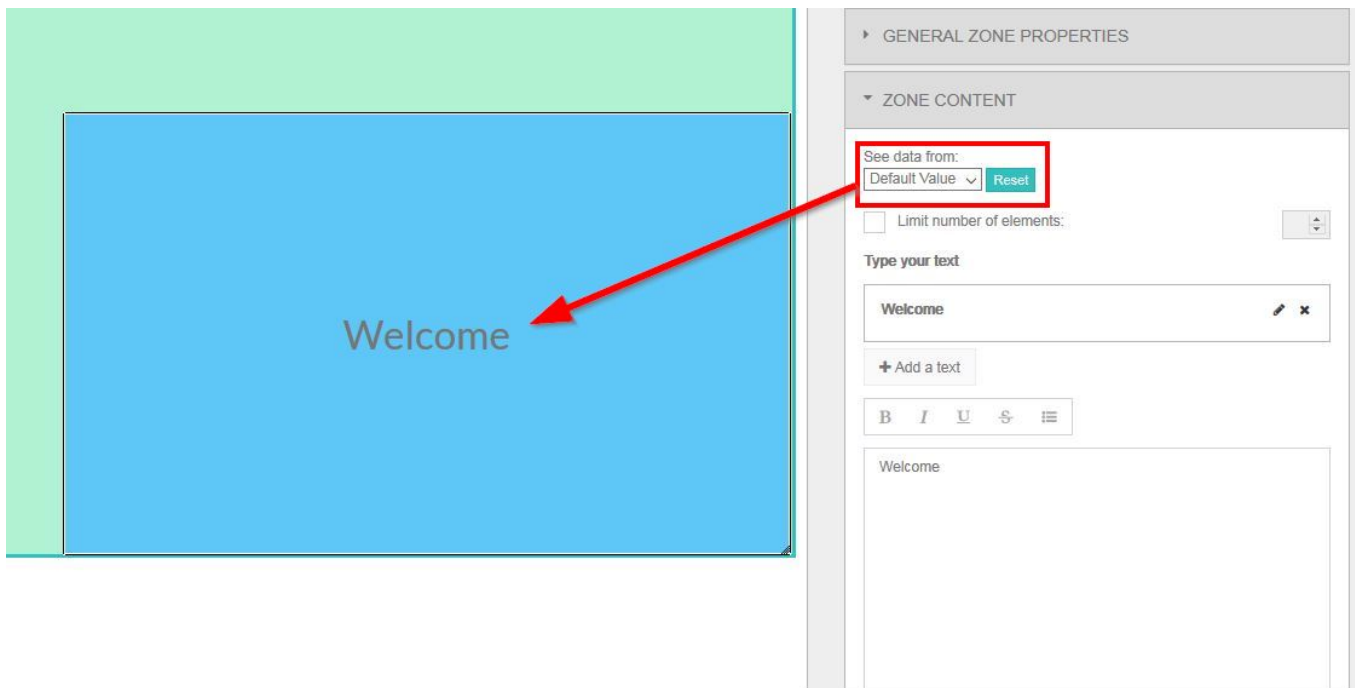 GENERAL ZONE PROPERTIES
ZONE CONTENT
See data from:
Default Value Reset
Limit number of elements:
Type your text
Welcome
+ Add a text
B I U S
Welcome
Welcome